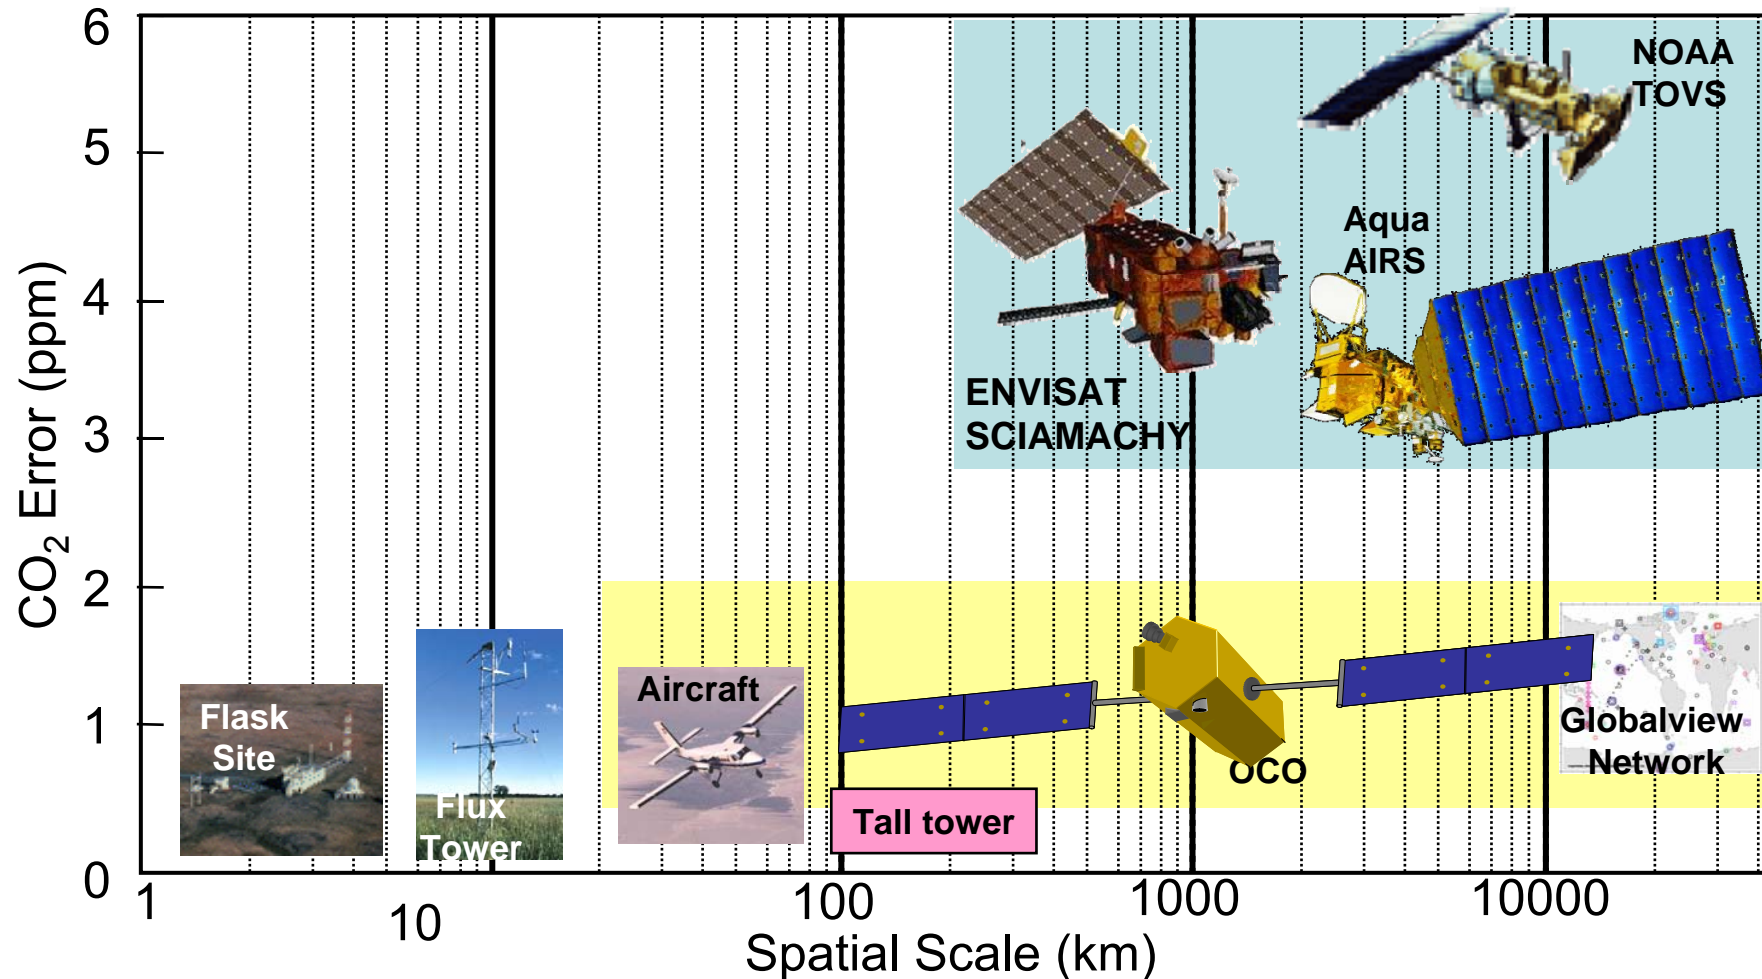 6
5
4
3
2
1
0
CO₂ Error (ppm)
NOAA
TOVS
Aqua
AIRS
ENVISAT
SCIAMACHY
Flask
Site
Flux
Tower
Aircraft
Tall tower
OCO
Globalview
Network
1
10
100
1000
10000
Spatial Scale (km)